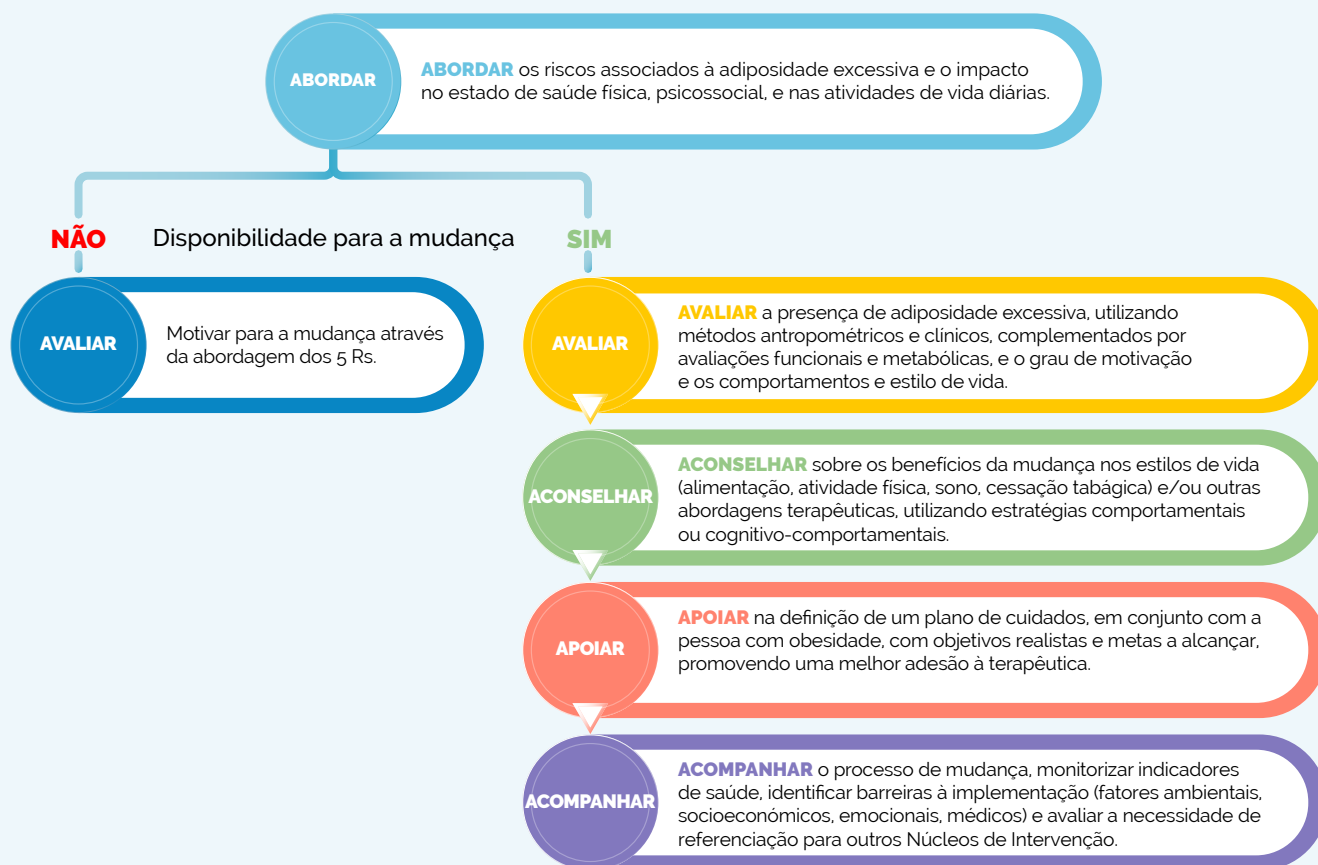 ABORDAR
ABORDAR os riscos associados à adiposidade excessiva e o impacto
no estado de saúde física, psicossocial, e nas atividades de vida diárias.
NÃO
Disponibilidade para a mudança
SIM
AVALIAR
Motivar para a mudança através
da abordagem dos 5 Rs.
AVALIAR
AVALIAR a presença de adiposidade excessiva, utilizando
métodos antropométricos e clínicos, complementados por
avaliações funcionais e metabólicas, e o grau de motivação
e os comportamentos e estilo de vida.
ACONSELHAR
ACONSELHAR sobre os benefícios da mudança nos estilos de vida
(alimentação, atividade física, sono, cessação tabágica) e/ou outras
abordagens terapêuticas, utilizando estratégias comportamentais
ou cognitivo-comportamentais.
APOIAR
APOIAR na definição de um plano de cuidados, em conjunto com a
pessoa com obesidade, com objetivos realistas e metas a alcançar,
promovendo uma melhor adesão à terapêutica.
ACOMPANHAR
ACOMPANHAR o processo de mudança, monitorizar indicadores
de saúde, identificar barreiras à implementação (fatores ambientais,
socioeconómicos, emocionais, médicos) e avaliar a necessidade de
referenciação para outros Núcleos de Intervenção.